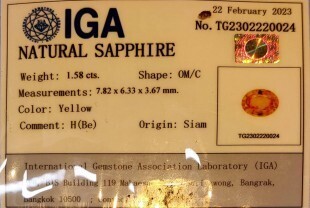 IGA
22 February 2023
No. TG2302220024
NATURAL SAPPHIRE
Weight: 1.58 cts. Shape: OM/C
Measurements: 7.82 x 6.33 x 3.67 mm.
Color: Yellow
Comment: H(Be) Origin: Siam
TG2302220024
International Gemstone Association Laboratory (IGA)
Building 119 Bangrak,
Bangkok 10500